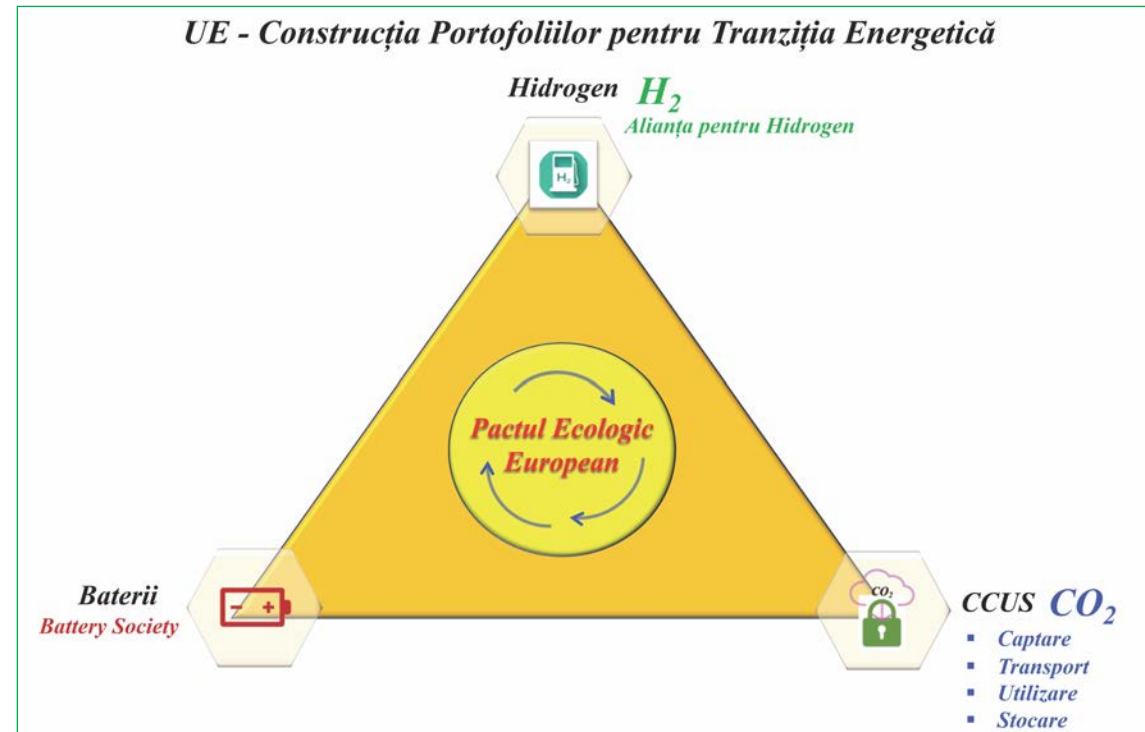 UE - Construcția Portofoliilor pentru Tranziția Energetică
Hidrogen H₂
Alianța pentru Hidrogen
H₂
Pactul Ecologic
European
Baterii
Battery Society
CO₂
CCUS CO₂
▪ Captare
▪ Transport
▪ Utilizare
▪ Stocare